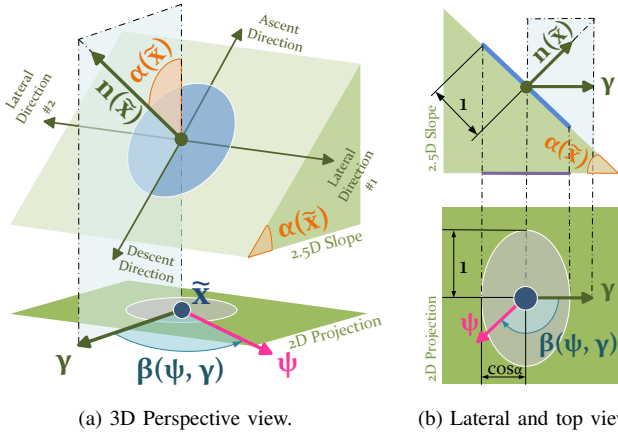 Ascent
Direction
α(x̃)
n(x̃)
Lateral
Direction
#2
Lateral
Direction
#1
Descent
Direction
α(x̃)
2.5D Slope
x̃
2D Projection
γ
ψ
β(ψ, γ)
(a) 3D Perspective view.
n(x̃)
γ
1
2.5D Slope
α(x̃)
1
γ
ψ
β(ψ, γ)
cosα
2D Projection
(b) Lateral and top view